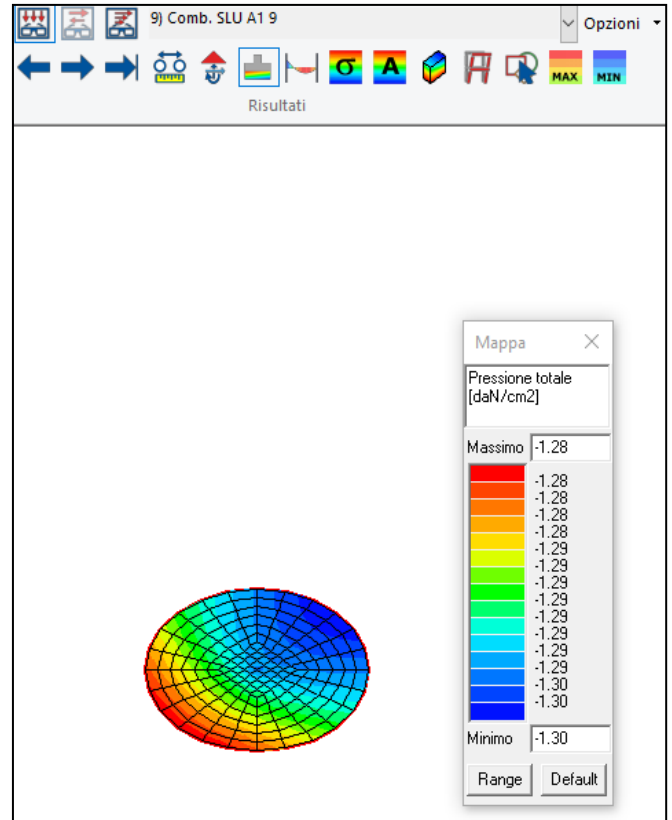 9) Comb. SLU A1 9
Opzioni
σ
A
MAX
MIN
Risultati
Mappa
Pressione totale
[daN/cm2]
Massimo -1.28
-1.28
-1.28
-1.28
-1.28
-1.29
-1.29
-1.29
-1.29
-1.29
-1.29
-1.29
-1.29
-1.30
-1.30
Minimo -1.30
Range Default